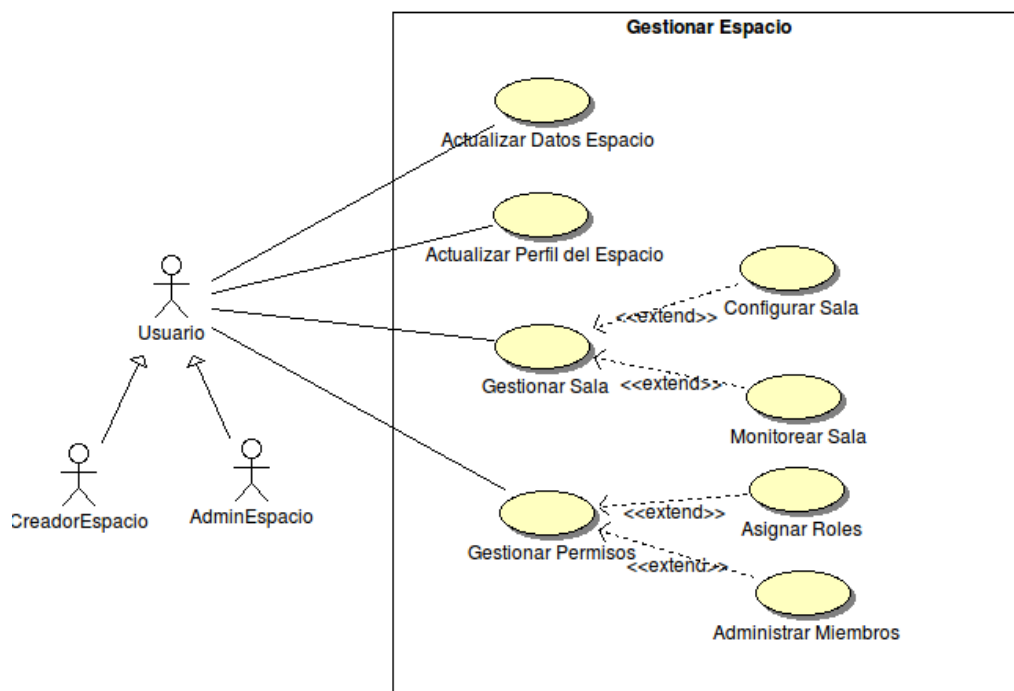 Gestionar Espacio
Actualizar Datos Espacio
Actualizar Perfil del Espacio
Configurar Sala
<<extend>>
Usuario
Gestionar Sala
<<extend>>
Monitorear Sala
CreadorEspacio
AdminEspacio
<<extend>>
Asignar Roles
Gestionar Permisos
<<extend>>
Administrar Miembros